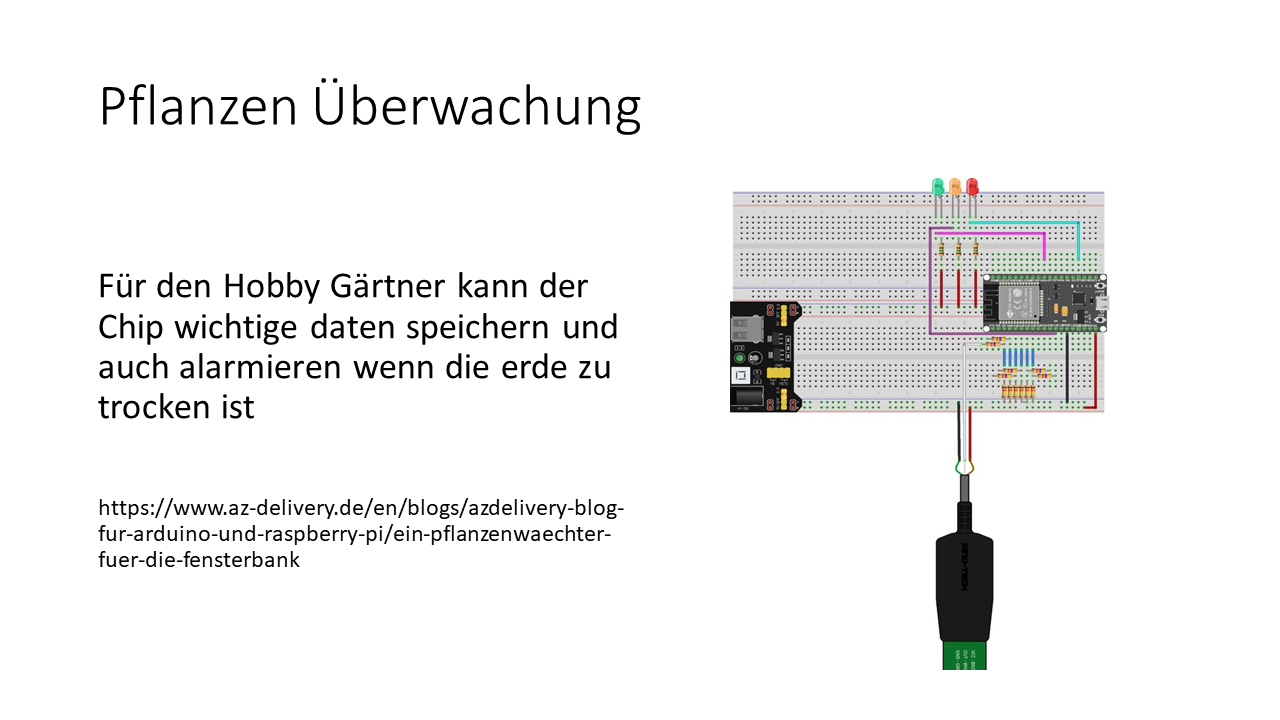 Pflanzen Überwachung
Für den Hobby Gärtner kann der
Chip wichtige daten speichern und
auch alarmieren wenn die erde zu
trocken ist
https://www.az-delivery.de/en/blogs/azdelivery-blog-
fur-arduino-und-raspberry-pi/ein-pflanzenwaechter-
fuer-die-fensterbank